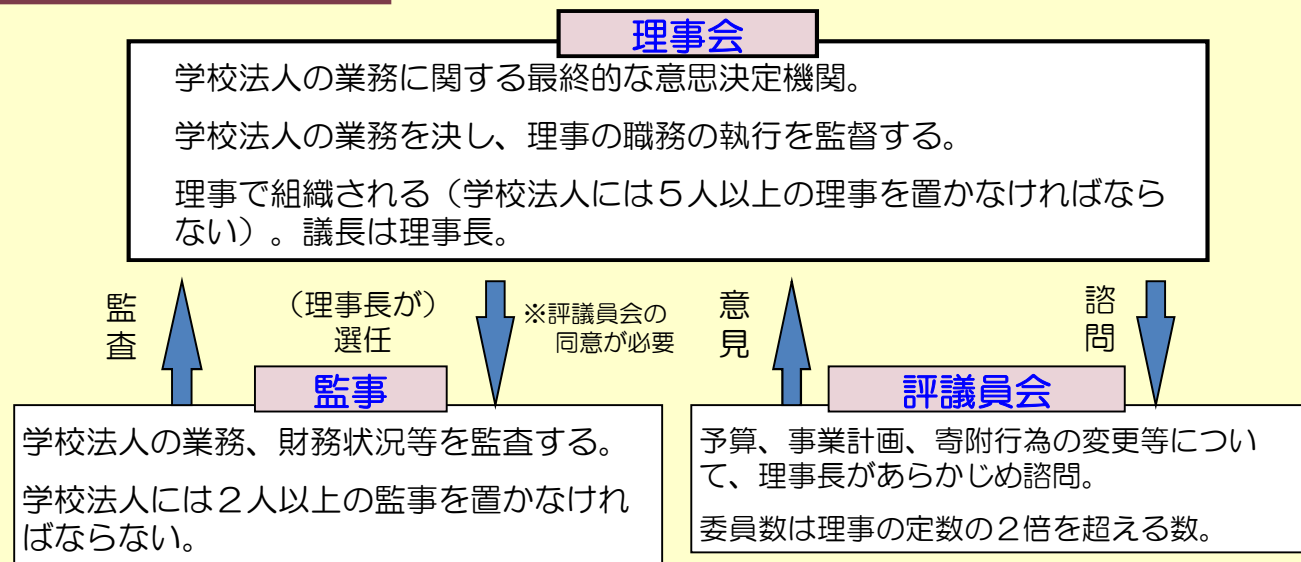 理事会
学校法人の業務に関する最終的な意思決定機関。
学校法人の業務を決し、理事の職務の執行を監督する。
理事で組織される（学校法人には５人以上の理事を置かなければなら
ない）。議長は理事長。
監査
（理事長が）
選任
※評議員会の
同意が必要
意見
諮問
監事
学校法人の業務、財務状況等を監査する。
学校法人には２人以上の監事を置かなけれ
ばならない。
評議員会
予算、事業計画、寄附行為の変更等につい
て、理事長があらかじめ諮問。
委員数は理事の定数の２倍を超える数。